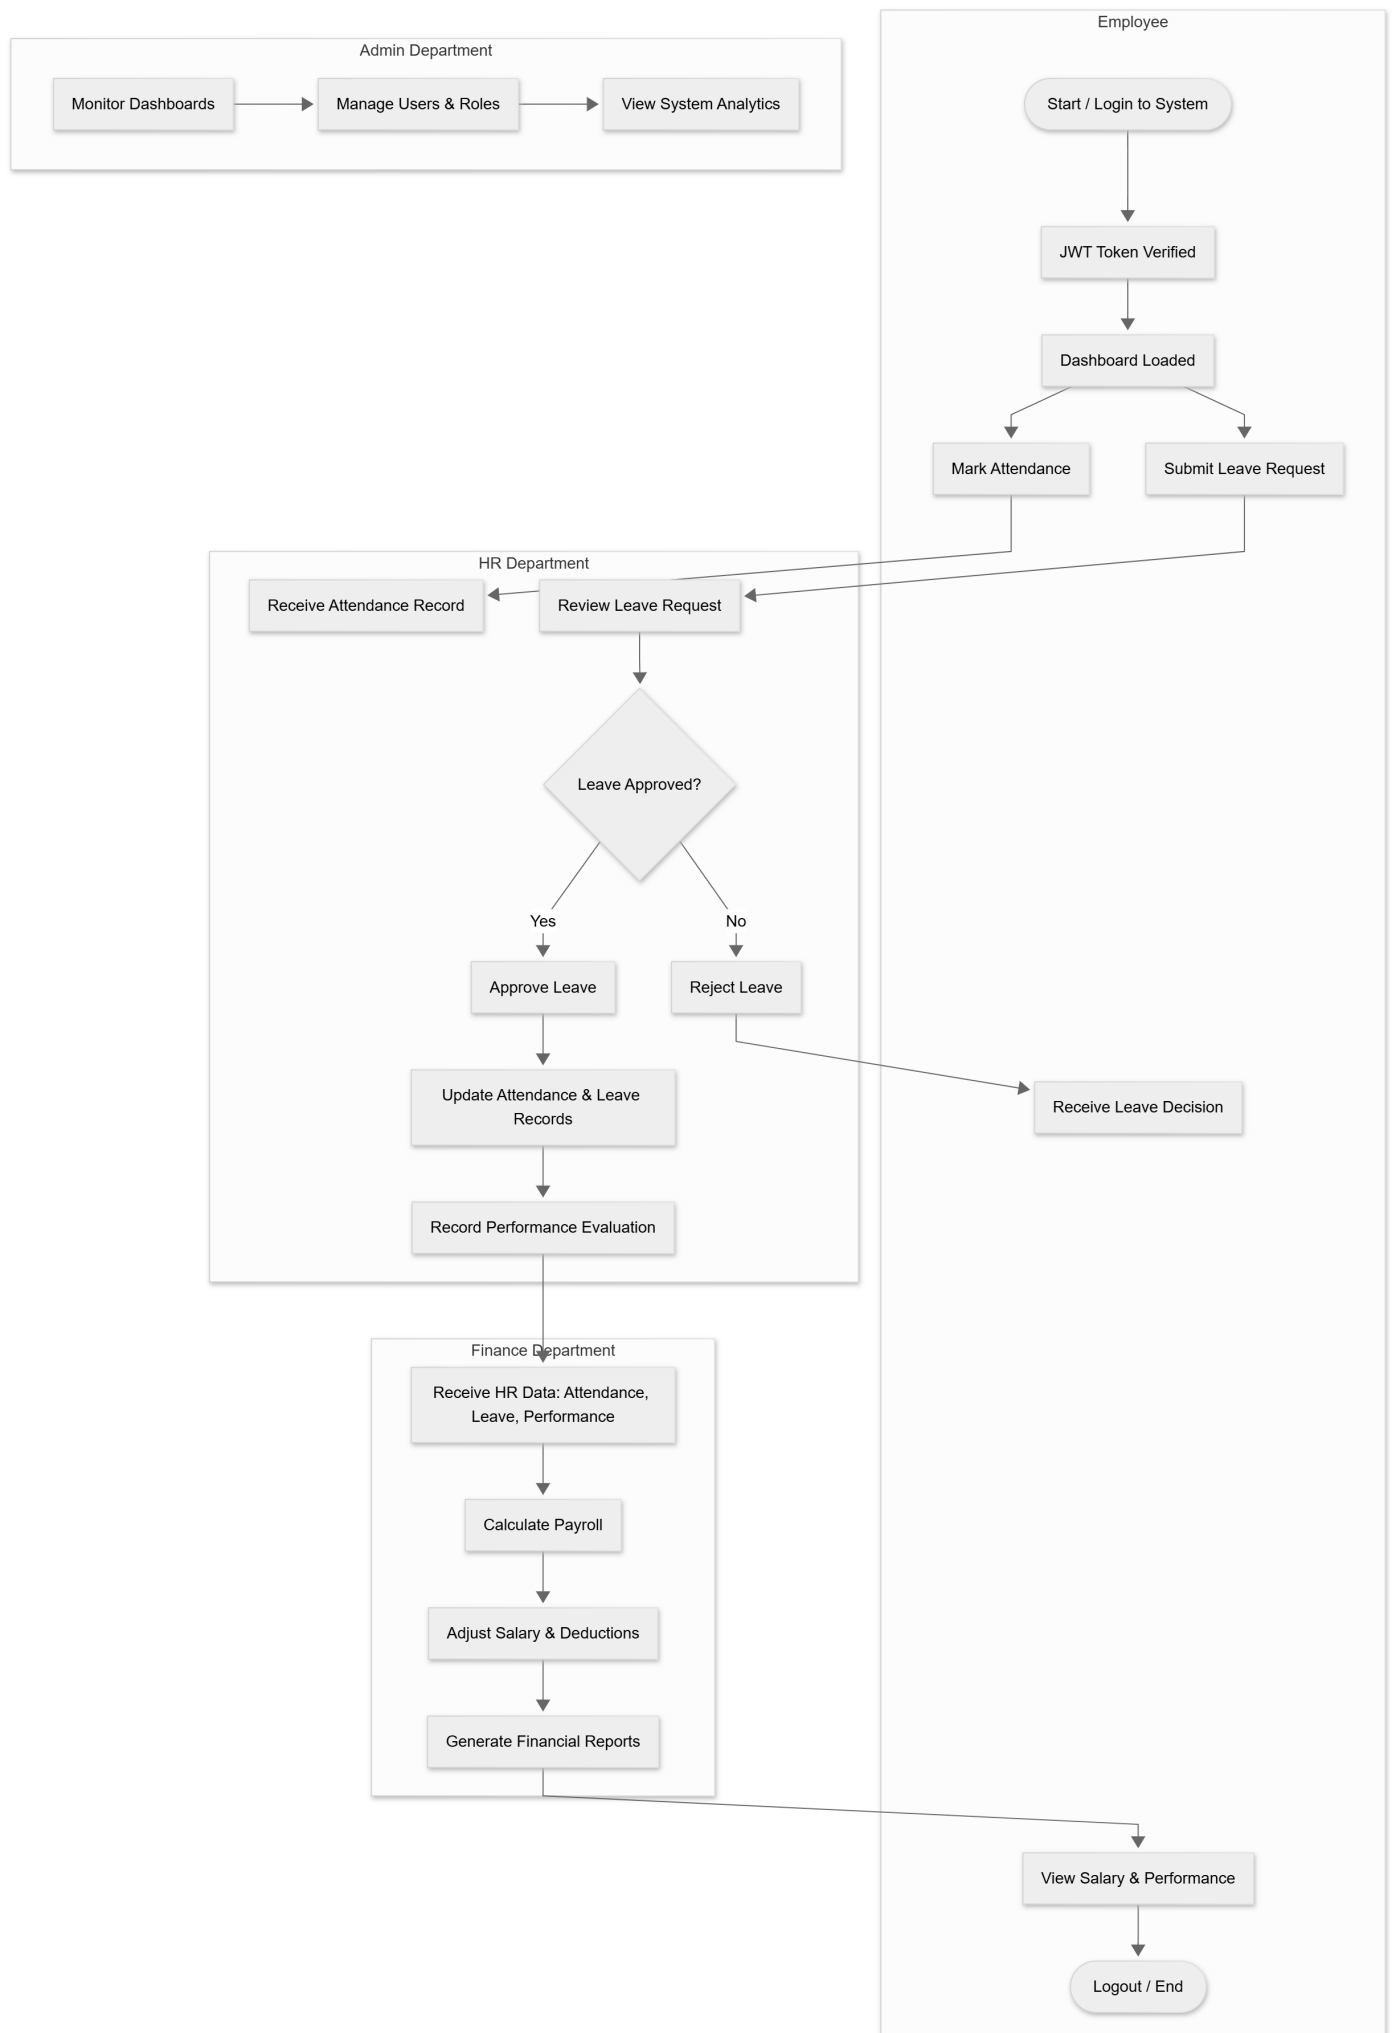 Employee
Admin Department
Monitor Dashboards
Manage Users & Roles
View System Analytics
Start / Login to System
JWT Token Verified
Dashboard Loaded
Mark Attendance
Submit Leave Request
HR Department
Receive Attendance Record
Review Leave Request
Leave Approved?
Yes
No
Approve Leave
Reject Leave
Update Attendance & Leave
Records
Receive Leave Decision
Record Performance Evaluation
Finance Department
Receive HR Data: Attendance,
Leave, Performance
Calculate Payroll
Adjust Salary & Deductions
Generate Financial Reports
View Salary & Performance
Logout / End